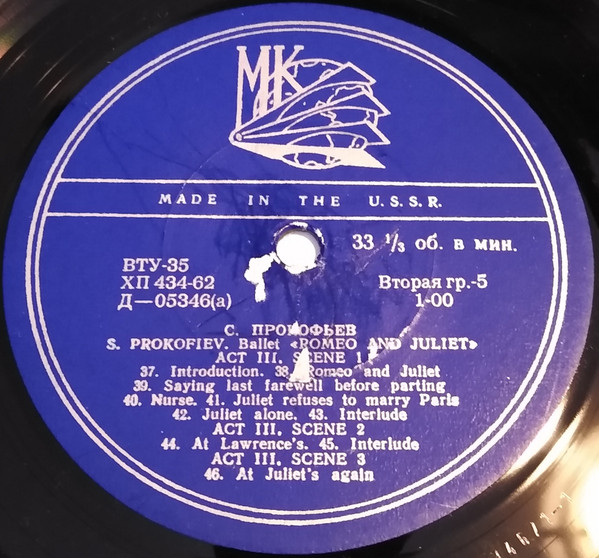 МК
MADE IN THE U.S.S.R.
33 1/3 об. в мин.
ВТУ-35
ХП 434-62
Д—05346(а)
Вторая гр.-5
1-00
С. ПРОКОФЬЕВ
S. PROKOFIEV. Ballet «ROMEO AND JULIET»
ACT III, SCENE 1
37. Introduction. 38. Romeo and Juliet
39. Saying last farewell before parting
40. Nurse. 41. Juliet refuses to marry Paris
42. Juliet alone. 43. Interlude
ACT III, SCENE 2
44. At Lawrence's. 45. Interlude
ACT III, SCENE 3
46. At Juliet's again